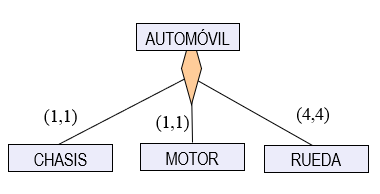 AUTOMÓVIL
(1,1)
(1,1)
(4,4)
CHASIS
MOTOR
RUEDA